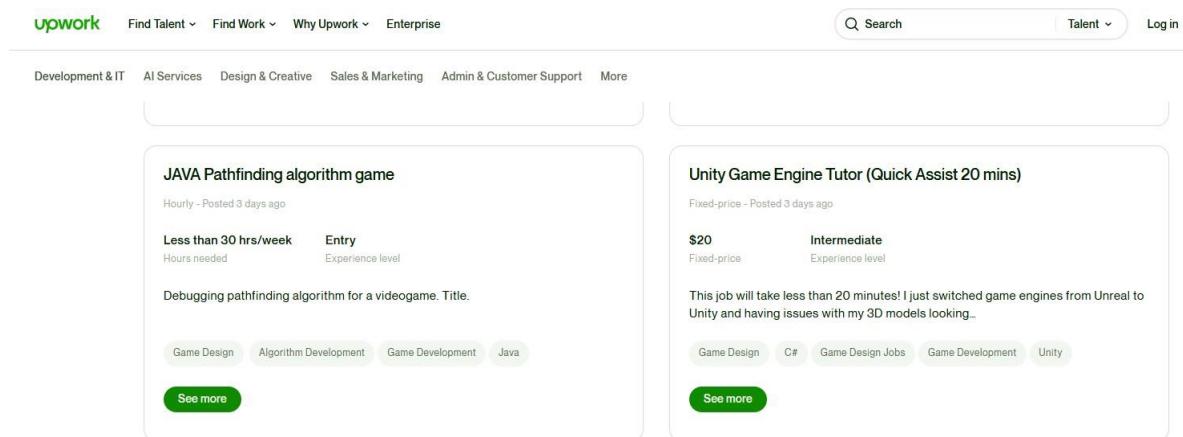 upwork Find Talent Find Work Why Upwork Enterprise Search Talent Log in
Development & IT AI Services Design & Creative Sales & Marketing Admin & Customer Support More
JAVA Pathfinding algorithm game
Hourly - Posted 3 days ago
Less than 30 hrs/week Entry
Hours needed Experience level
Debugging pathfinding algorithm for a videogame. Title.
Game Design Algorithm Development Game Development Java
See more
Unity Game Engine Tutor (Quick Assist 20 mins)
Fixed-price - Posted 3 days ago
$20 Intermediate
Fixed-price Experience level
This job will take less than 20 minutes! I just switched game engines from Unreal to
Unity and having issues with my 3D models looking…
Game Design C# Game Design Jobs Game Development Unity
See more